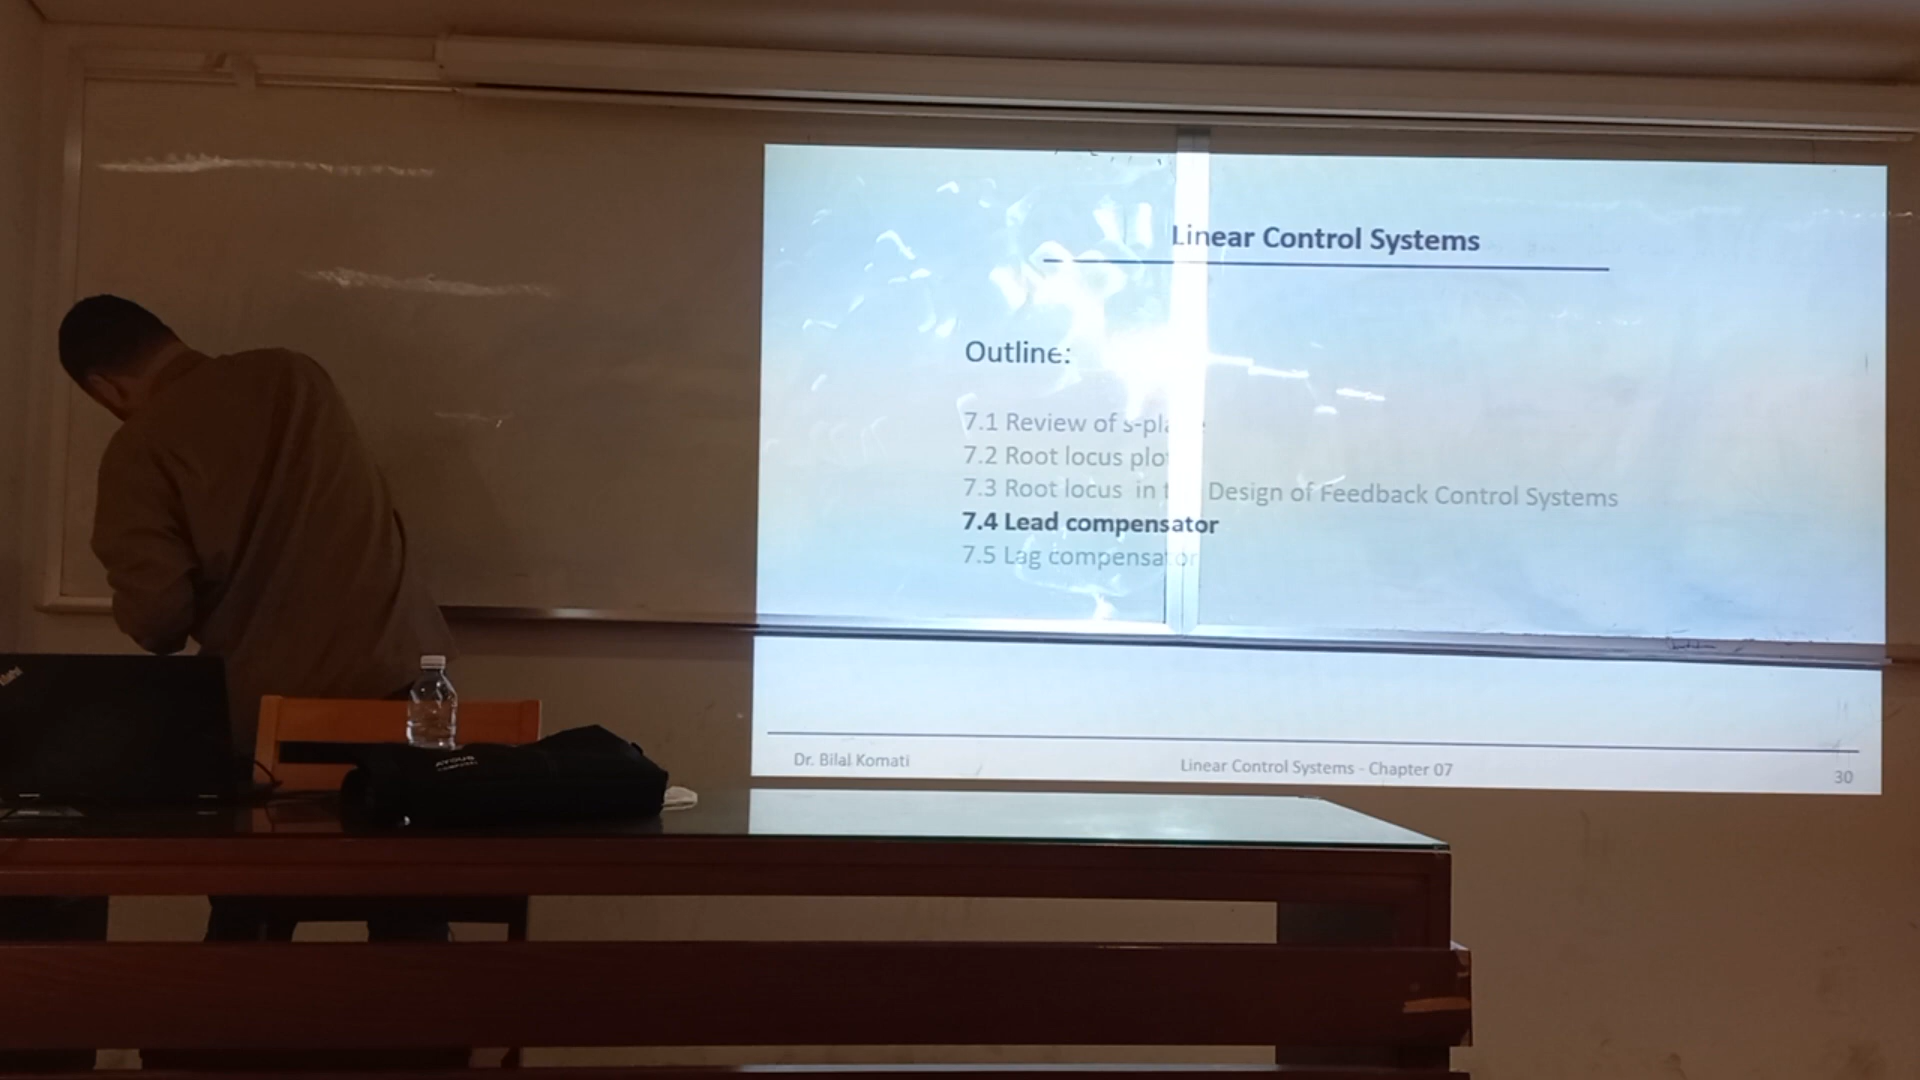 Linear Control Systems
Outline:
7.1 Review of s-pla
7.2 Root locus plo
7.3 Root locus in t Design of Feedback Control Systems
7.4 Lead compensator
7.5 Lag compensator
Dr. Bilal Komati
Linear Control Systems - Chapter 07
30